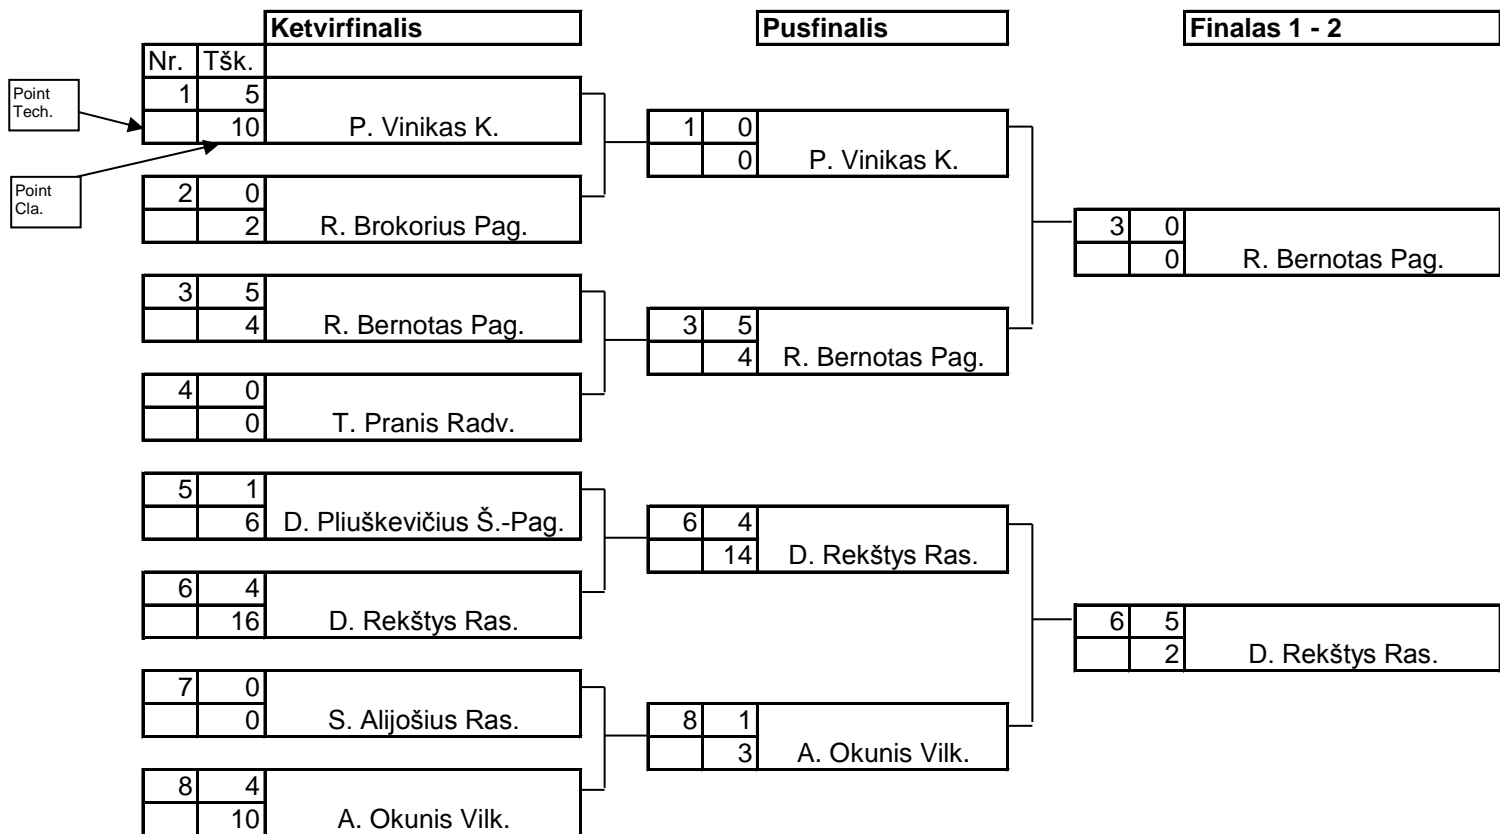 Ketvirfinalis Pusfinalis Finalas 1 - 2
Nr. Tšk.
Point
Tech.
1 5
10 P. Vinikas K.
1 0
0 P. Vinikas K.
Point
Cla.
2 0
2 R. Brokorius Pag.
3 0
0 R. Bernotas Pag.
3 5
4 R. Bernotas Pag.
3 5
4 R. Bernotas Pag.
4 0
0 T. Pranis Radv.
5 1
6 D. Pliuškevičius Š.-Pag.
6 4
14 D. Rekštys Ras.
6 4
16 D. Rekštys Ras.
6 5
2 D. Rekštys Ras.
7 0
0 S. Alijošius Ras.
8 1
3 A. Okunis Vilk.
8 4
10 A. Okunis Vilk.